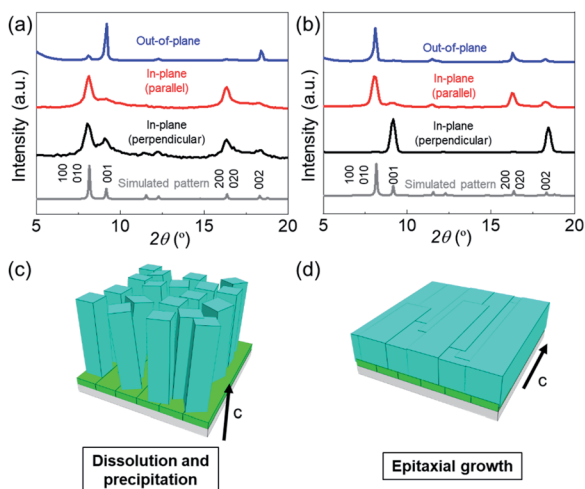 (a)
Intensity (a.u.)
Out-of-plane
In-plane
(parallel)
In-plane
(perpendicular)
100
010
001
Simulated pattern
200
020
002
5 10 15 20
2θ (º)
(b)
Intensity (a.u.)
Out-of-plane
In-plane
(parallel)
In-plane
(perpendicular)
100
010
001
Simulated pattern
200
020
002
5 10 15 20
2θ (º)
(c)
c
Dissolution and
precipitation
(d)
c
Epitaxial growth